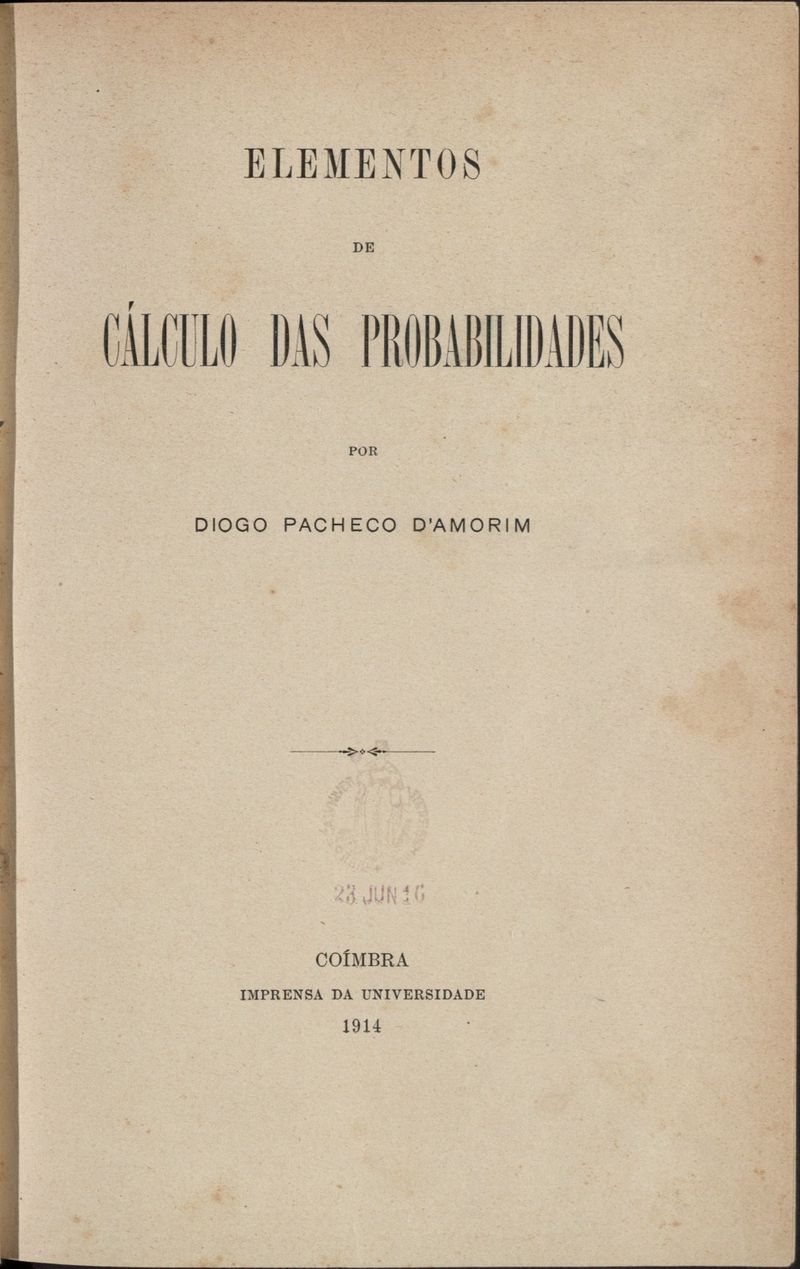 ELEMENTOS
DE
CÁLCULO DAS PROBABILIDADES
POR
DIOGO PACHECO D'AMORIM
23 JUN 16
COÍMBRA
IMPRENSA DA UNIVERSIDADE
1914